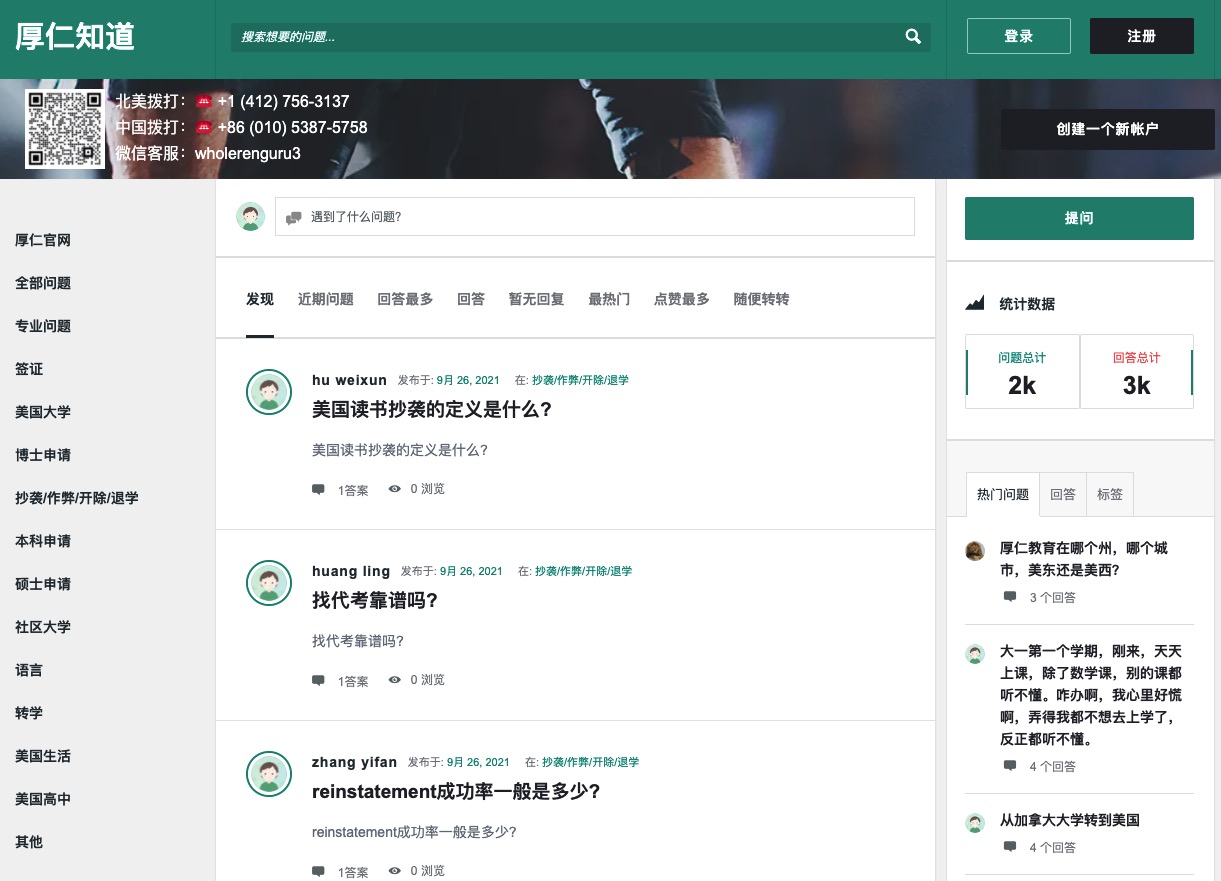 厚仁知道
搜索想要的问题...
登录
注册
北美拨打：☎️ +1 (412) 756-3137
中国拨打：☎️ +86 (010) 5387-5758
微信客服：wholerenguru3
创建一个新帐户
厚仁官网
全部问题
专业问题
签证
美国大学
博士申请
抄袭/作弊/开除/退学
本科申请
硕士申请
社区大学
语言
转学
美国生活
美国高中
其他
遇到了什么问题?
发现 近期问题 回答最多 回答 暂无回复 最热门 点赞最多 随便转转
hu weixun 发布于: 9月 26, 2021 在: 抄袭/作弊/开除/退学
美国读书抄袭的定义是什么?
美国读书抄袭的定义是什么?
1答案 0 浏览
huang ling 发布于: 9月 26, 2021 在: 抄袭/作弊/开除/退学
找代考靠谱吗?
找代考靠谱吗?
1答案 0 浏览
zhang yifan 发布于: 9月 26, 2021 在: 抄袭/作弊/开除/退学
reinstatement成功率一般是多少?
reinstatement成功率一般是多少?
1答案 0 浏览
提问
统计数据
问题总计 回答总计
2k 3k
热门问题 回答 标签
厚仁教育在哪个州，哪个城
市，美东还是美西?
3 个回答
大一第一个学期，刚来，天天
上课，除了数学课，别的课都
听不懂。咋办啊，我心里好慌
啊，弄得我都不想去上学了，
反正都听不懂。
4 个回答
从加拿大大学转到美国
4 个回答